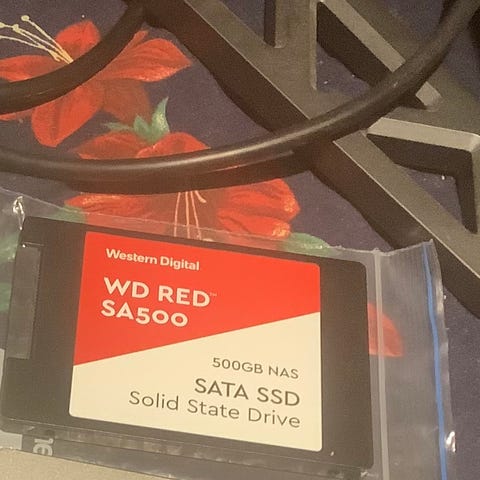 Western Digital
WD RED™
SA500
500GB NAS
SATA SSD
Solid State Drive